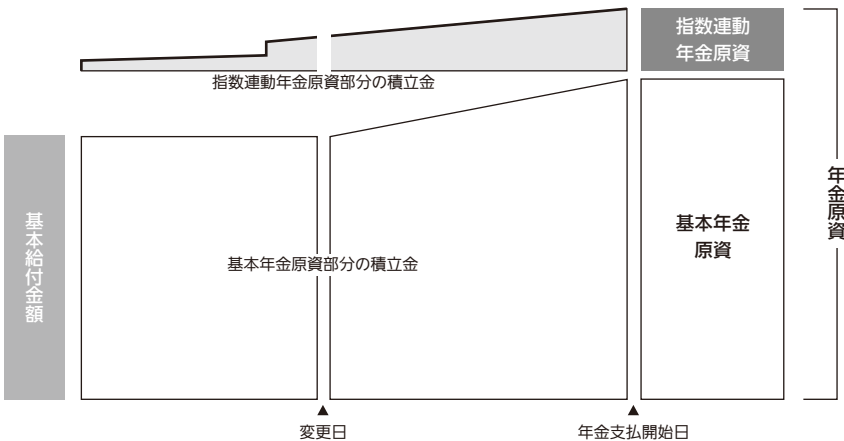 指数連動
年金原資
指数連動年金原資部分の積立金
年金原資
基本給付金額
基本年金
原資
基本年金原資部分の積立金
変更日
年金支払開始日